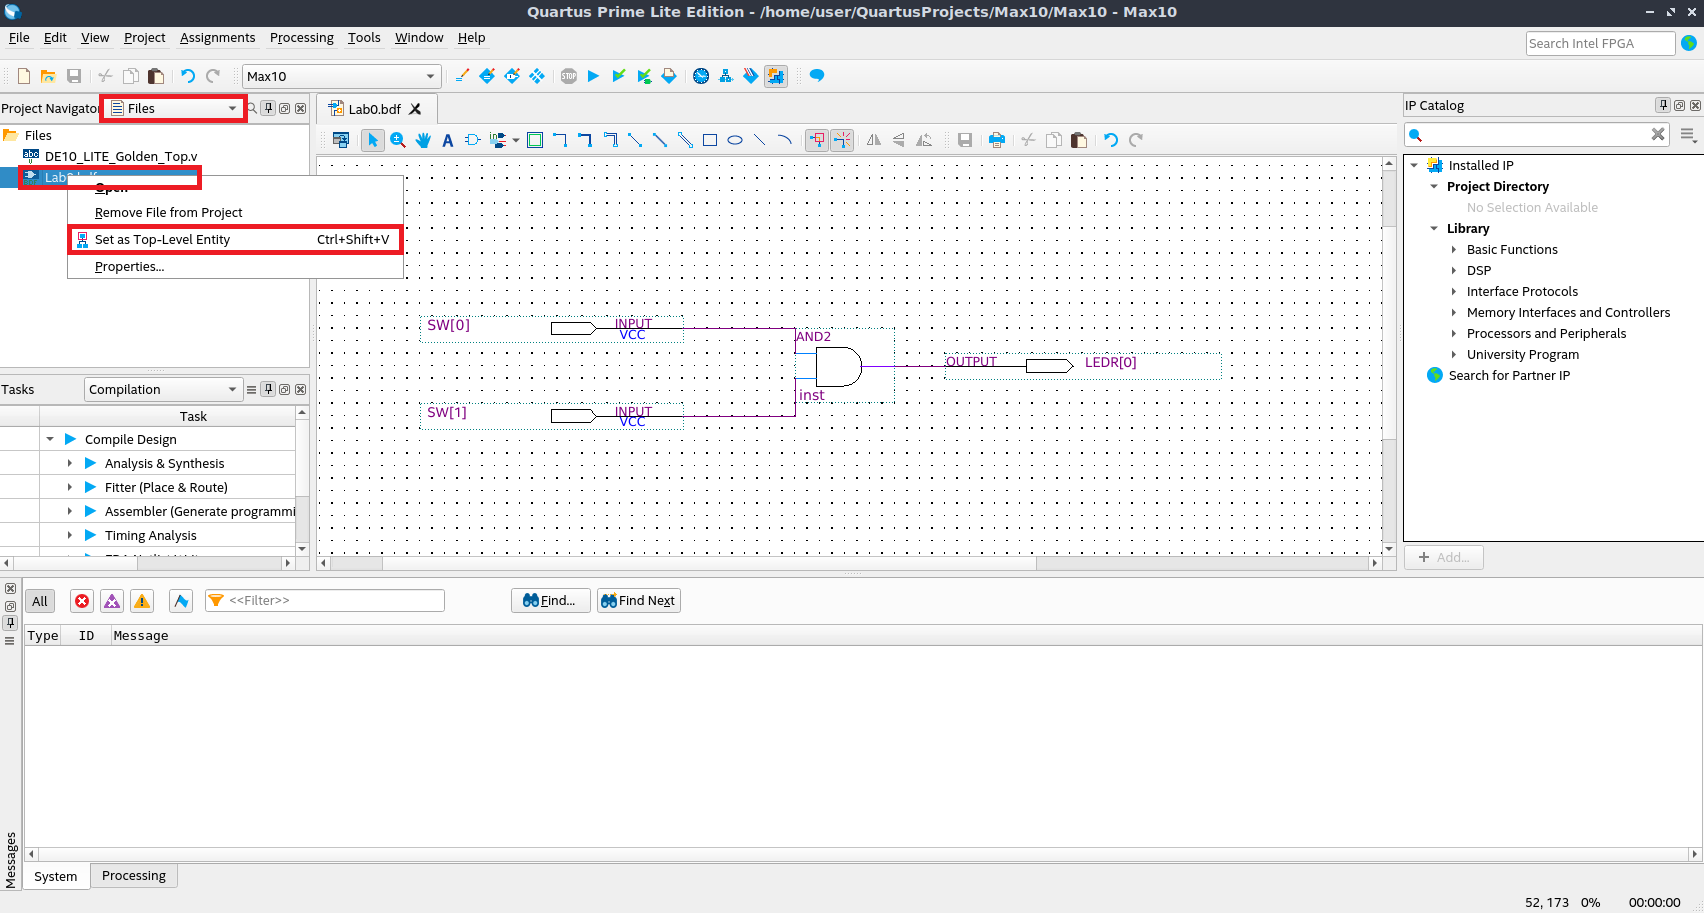 Quartus Prime Lite Edition - /home/user/QuartusProjects/Max10/Max10 - Max10
File Edit View Project Assignments Processing Tools Window Help
Search Intel FPGA
Max10
STOP
Project Navigator Files
Lab0.bdf
IP Catalog
Files
DE10_LITE_Golden_Top.v
Lab0.bdf
Open
Remove File from Project
Set as Top-Level Entity Ctrl+Shift+V
Properties...
SW[0] INPUT
VCC
AND2
OUTPUT LEDR[0]
inst
SW[1] INPUT
VCC
Installed IP
Project Directory
No Selection Available
Library
Basic Functions
DSP
Interface Protocols
Memory Interfaces and Controllers
Processors and Peripherals
University Program
Search for Partner IP
+ Add...
Tasks Compilation
Task
Compile Design
Analysis & Synthesis
Fitter (Place & Route)
Assembler (Generate programmi
Timing Analysis
All <<Filter>> Find... Find Next
Type ID Message
Messages
System Processing
52, 173 0% 00:00:00